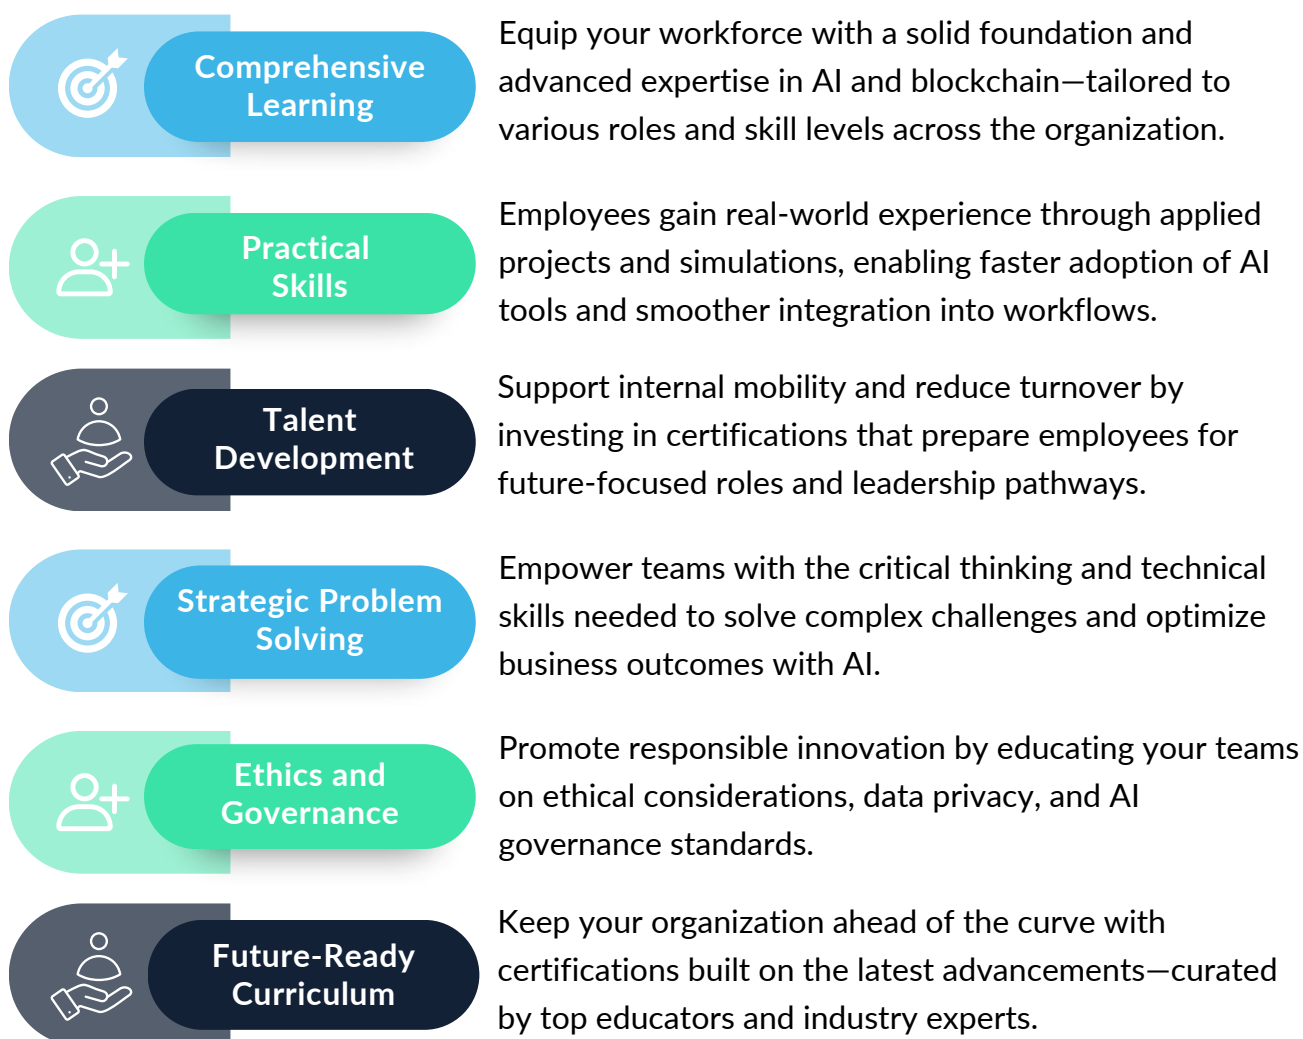 Comprehensive
Learning
Equip your workforce with a solid foundation and
advanced expertise in AI and blockchain—tailored to
various roles and skill levels across the organization.
Practical
Skills
Employees gain real-world experience through applied
projects and simulations, enabling faster adoption of AI
tools and smoother integration into workflows.
Talent
Development
Support internal mobility and reduce turnover by
investing in certifications that prepare employees for
future-focused roles and leadership pathways.
Strategic Problem
Solving
Empower teams with the critical thinking and technical
skills needed to solve complex challenges and optimize
business outcomes with AI.
Ethics and
Governance
Promote responsible innovation by educating your teams
on ethical considerations, data privacy, and AI
governance standards.
Future-Ready
Curriculum
Keep your organization ahead of the curve with
certifications built on the latest advancements—curated
by top educators and industry experts.